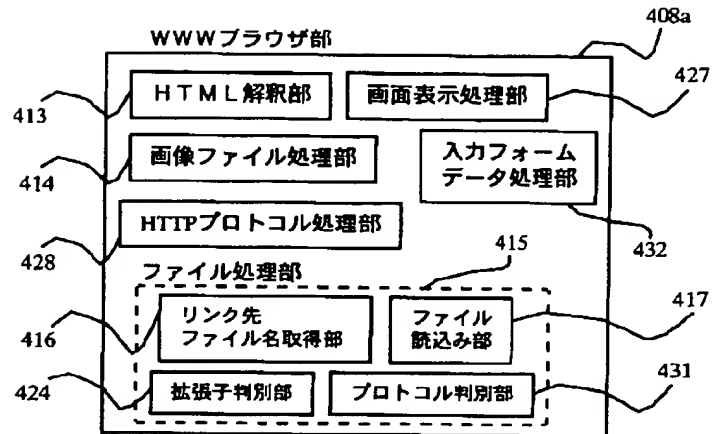 WWWブラウザ部
408a
HTML解釈部
画面表示処理部
427
413
画像ファイル処理部
入力フォーム
データ処理部
414
HTTPプロトコル処理部
432
428
ファイル処理部
415
リンク先
ファイル名取得部
ファイル
読込み部
417
416
拡張子判別部
プロトコル判別部
431
424